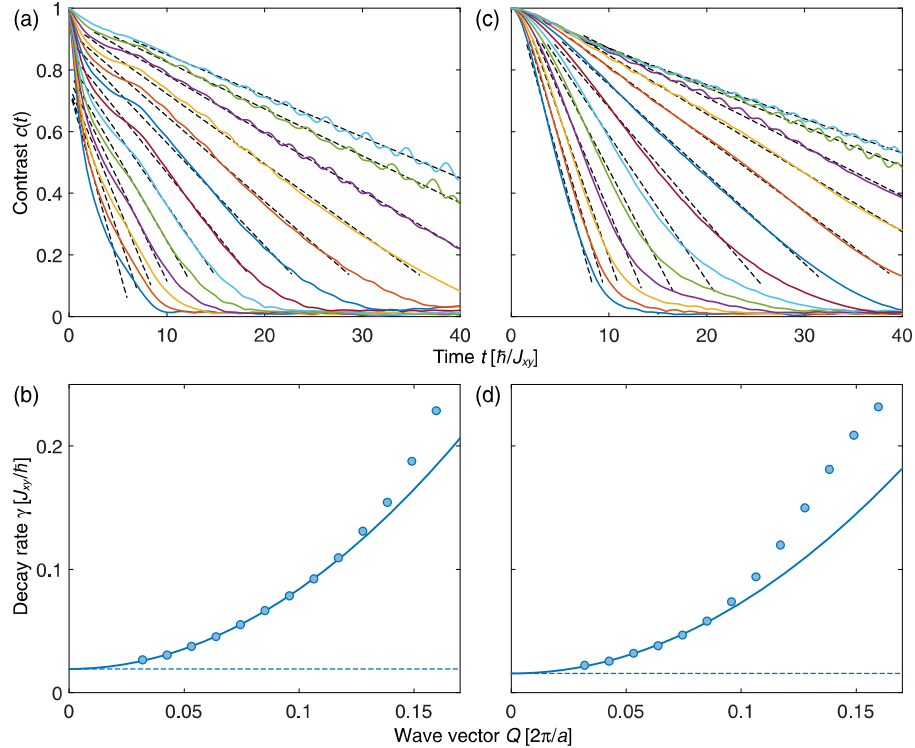 (a)
(c)
1
0.8
0.6
0.4
0.2
0
Contrast c(t)
0 10 20 30 40
0 10 20 30 40
Time t [ħ/Jxy]
(b)
(d)
0.2
0.1
0
Decay rate γ [Jxy/ħ]
0 0.05 0.1 0.15
0 0.05 0.1 0.15
Wave vector Q [2π/a]